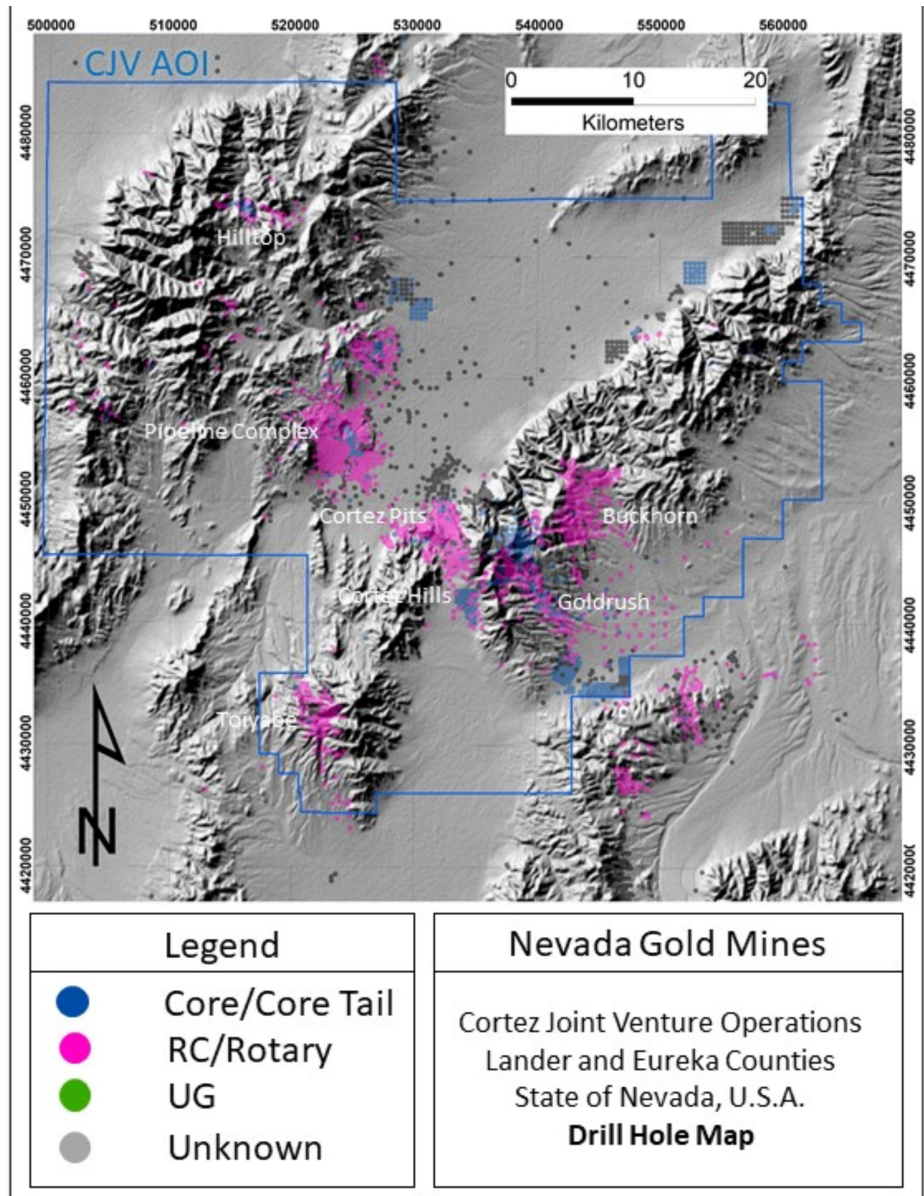 500000 510000 520000 530000 540000 550000 560000
CJV AOI
0 10 20
Kilometers
4480000 4480000
Hilltop
4470000 4470000
4460000 4460000
Pipeline Complex
4450000 4450000
Cortez Pits
Buckhorn
Cortez Hills
Goldrush
4440000 4440000
Toiyabe
4430000 4430000
N
4420000 4420000
Legend
Core/Core Tail
RC/Rotary
UG
Unknown
Nevada Gold Mines
Cortez Joint Venture Operations
Lander and Eureka Counties
State of Nevada, U.S.A.
Drill Hole Map